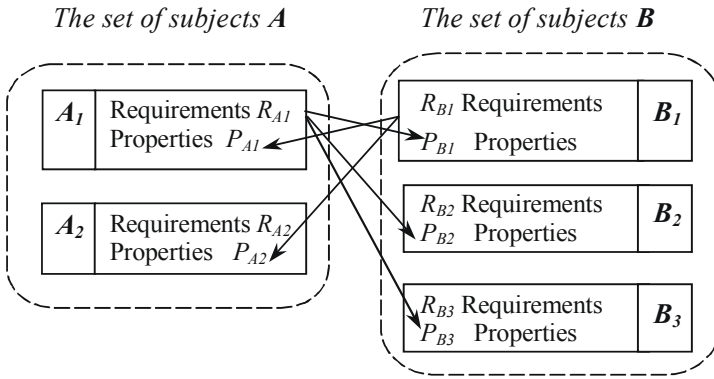 The set of subjects A
The set of subjects B
A1
Requirements RA1
Properties PA1
A2
Requirements RA2
Properties PA2
RB1 Requirements
PB1 Properties
B1
RB2 Requirements
PB2 Properties
B2
RB3 Requirements
PB3 Properties
B3